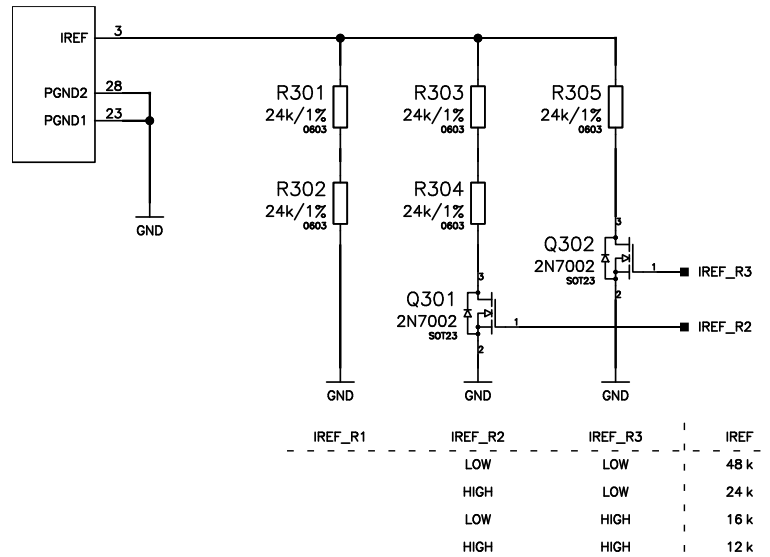 IREF 3
PGND2 28
PGND1 23
GND
R301
24k/1%
0603
R302
24k/1%
0603
GND
R303
24k/1%
0603
R304
24k/1%
0603
Q301
2N7002
SOT23
3
1
2
GND
R305
24k/1%
0603
Q302
2N7002
SOT23
3
1
2
GND
IREF_R3
IREF_R2
IREF_R1 IREF_R2 IREF_R3 IREF
LOW LOW 48 k
HIGH LOW 24 k
LOW HIGH 16 k
HIGH HIGH 12 k